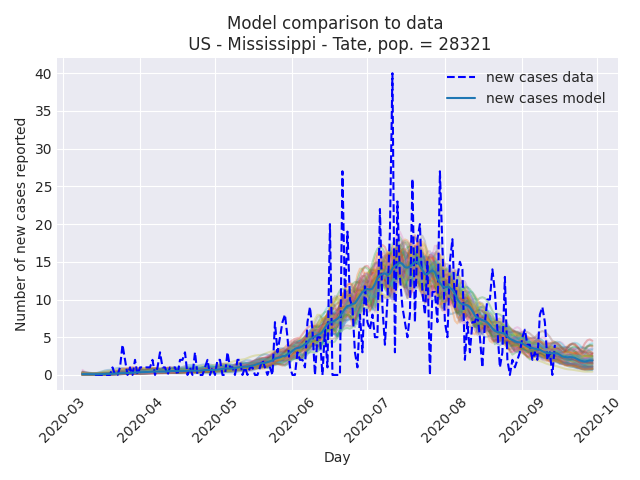 Model comparison to data
US - Mississippi - Tate, pop. = 28321
new cases data
new cases model
Number of new cases reported
40
35
30
25
20
15
10
5
0
2020-03
2020-04
2020-05
2020-06
2020-07
2020-08
2020-09
2020-10
Day